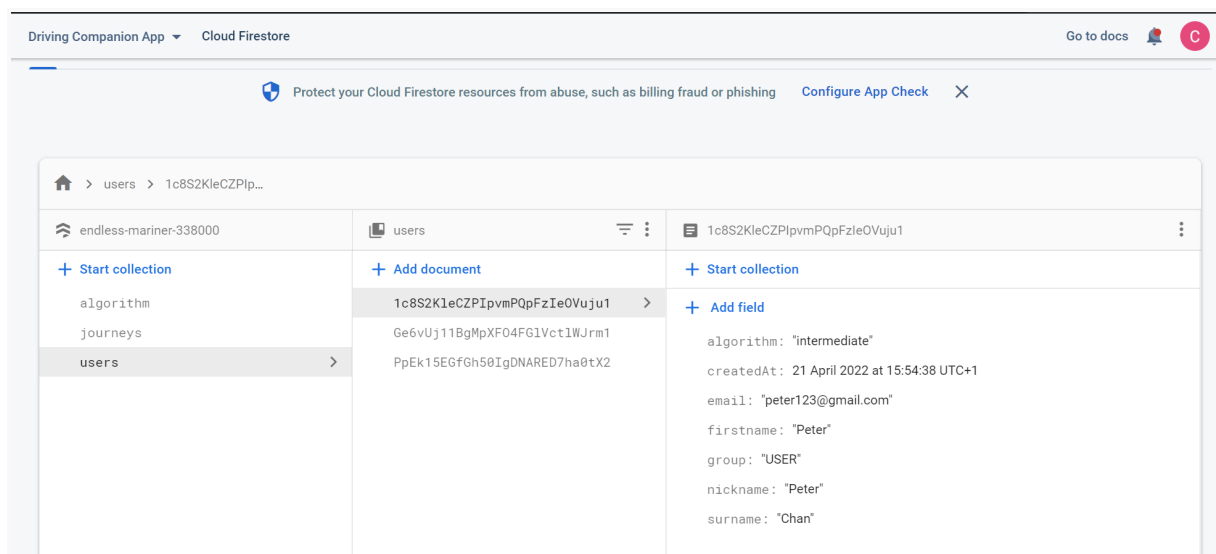 Driving Companion App Cloud Firestore Go to docs C
Protect your Cloud Firestore resources from abuse, such as billing fraud or phishing Configure App Check
users > 1c8S2KleCZPIp...
endless-mariner-338000 users 1c8S2KleCZPIpvmPQpFzIeOVuju1
+ Start collection + Add document + Start collection
algorithm 1c8S2KleCZPIpvmPQpFzIeOVuju1 + Add field
journeys Ge6vUj11BgMpXFO4FGlVctlWJrm1
users PpEk15EGfGh50IgDNARED7ha0tX2
algorithm: "intermediate"
createdAt: 21 April 2022 at 15:54:38 UTC+1
email: "peter123@gmail.com"
firstname: "Peter"
group: "USER"
nickname: "Peter"
surname: "Chan"